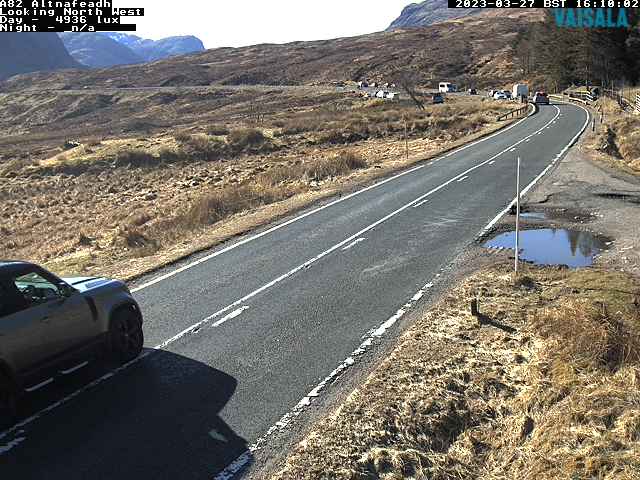 A82 Altnafeadh
2023-03-27 BST 16:10:02
Looking North West
Day - 4936 lux
Night - n/a
VAISALA